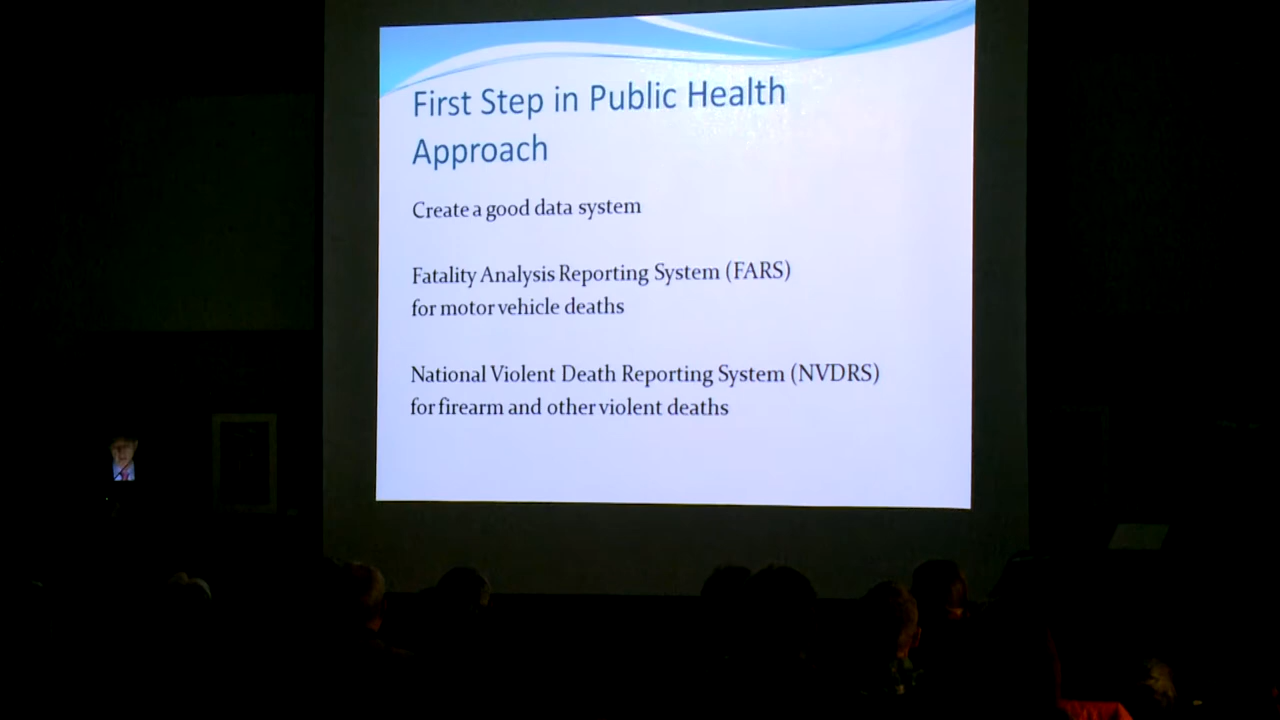 First Step in Public Health
Approach
Create a good data system
Fatality Analysis Reporting System (FARS)
for motor vehicle deaths
National Violent Death Reporting System (NVDRS)
for firearm and other violent deaths